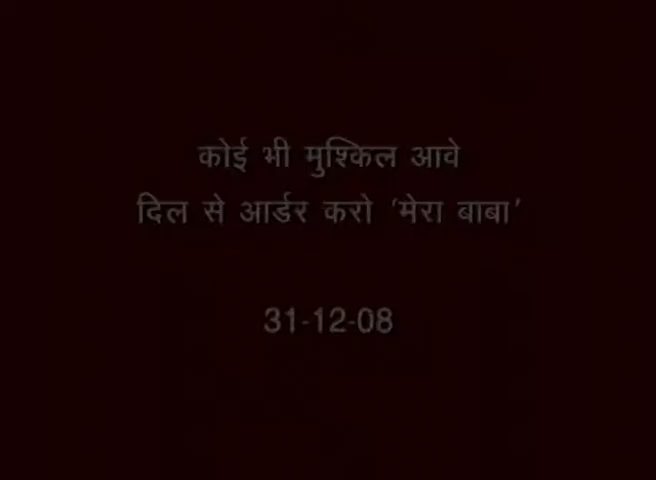 कोई भी मुश्किल आवे
दिल से आर्डर करो ‘मेरा बाबा’
31-12-08